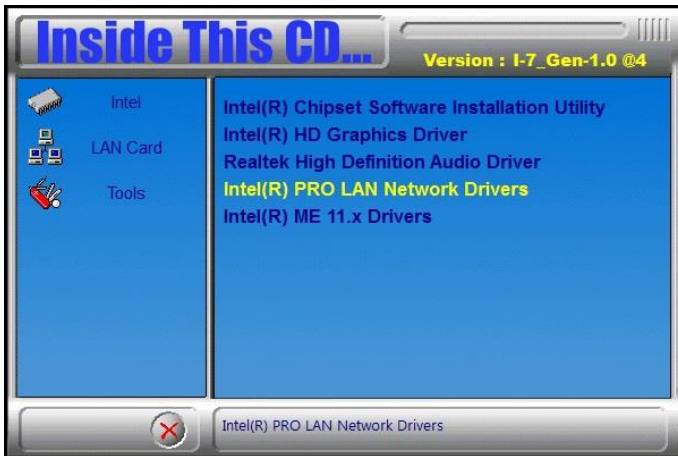 Inside This CD...
Version : I-7_Gen-1.0 @4
Intel
LAN Card
Tools
Intel(R) Chipset Software Installation Utility
Intel(R) HD Graphics Driver
Realtek High Definition Audio Driver
Intel(R) PRO LAN Network Drivers
Intel(R) ME 11.x Drivers
Intel(R) PRO LAN Network Drivers